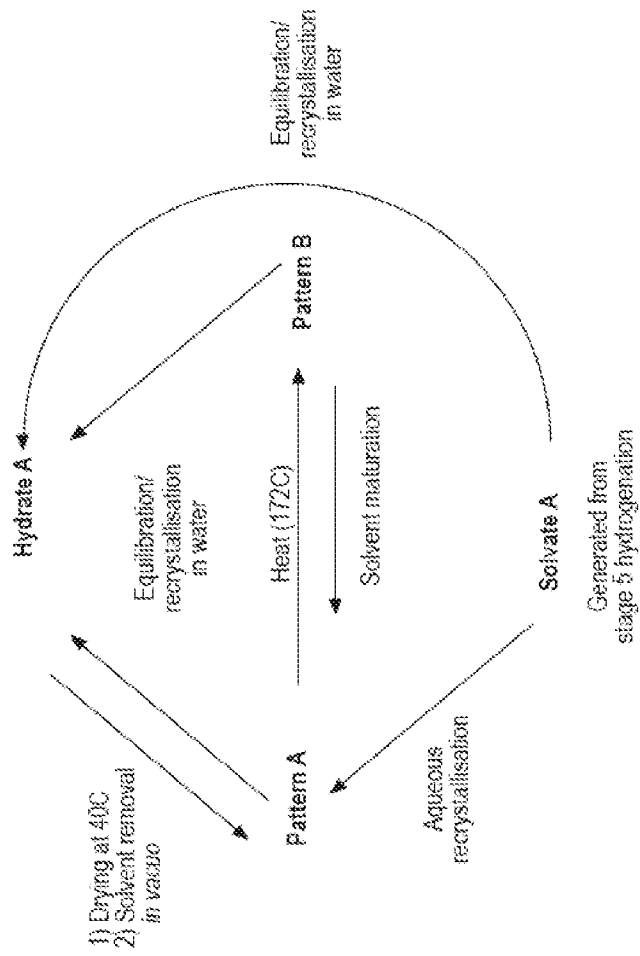 Hydrate A
1) Drying at 40C
2) Solvent removal
in vacuo
Equilibration/
recrystallisation
in water
Equilibration/
recrystallisation
in water
Pattern A
Heat (172C)
Pattern B
Solvent maturation
Aqueous
recrystallisation
Solvate A
Generated from
stage 5 hydrogenation